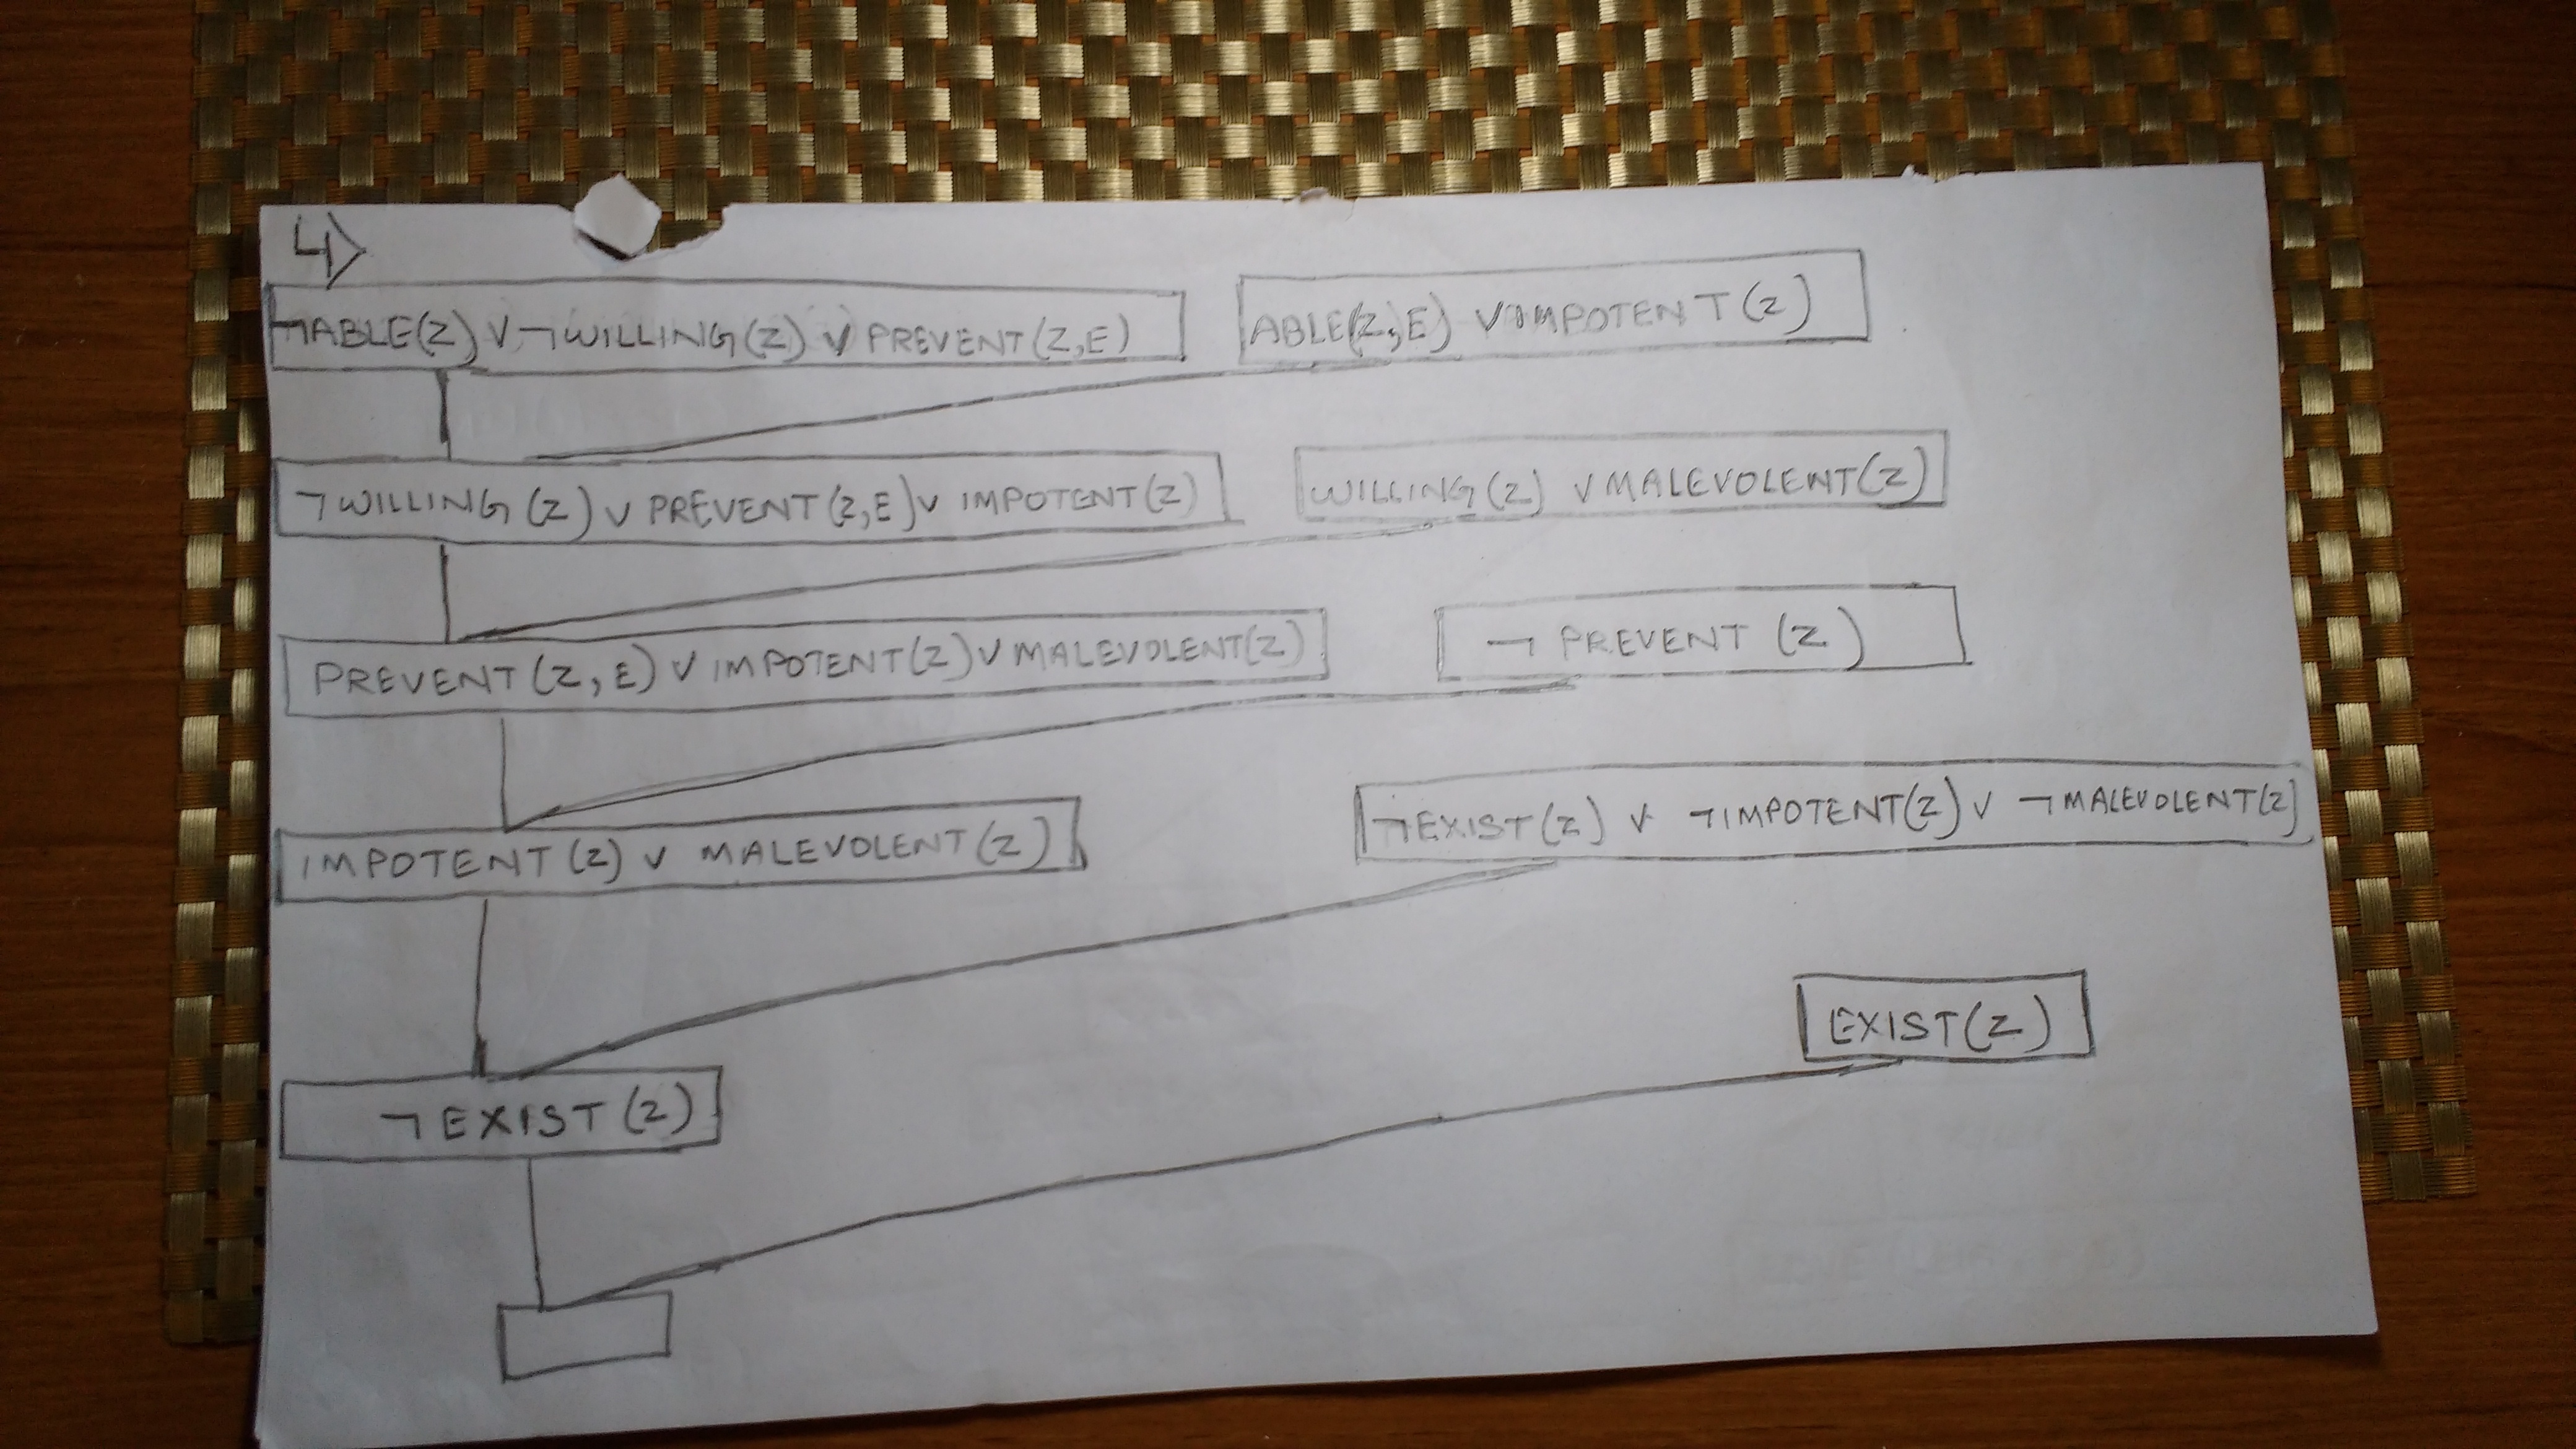 4>
¬ABLE(Z) V ¬WILLING(Z) V PREVENT(Z,E)
ABLE(Z,E) V IMPOTENT(Z)
¬WILLING(Z) V PREVENT(Z,E) V IMPOTENT(Z)
WILLING(Z) V MALEVOLENT(Z)
PREVENT(Z,E) V IMPOTENT(Z) V MALEVOLENT(Z)
¬ PREVENT (Z)
IMPOTENT(Z) V MALEVOLENT(Z)
¬EXIST(Z) V ¬IMPOTENT(Z) V ¬MALEVOLENT(Z)
EXIST(Z)
¬EXIST(Z)